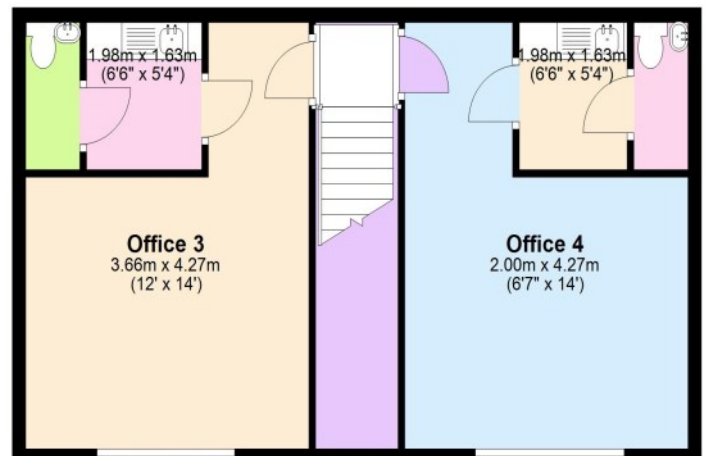 1.98m x 1.63m
(6'6" x 5'4")
1.98m x 1.63m
(6'6" x 5'4")
Office 3
3.66m x 4.27m
(12' x 14')
Office 4
2.00m x 4.27m
(6'7" x 14')